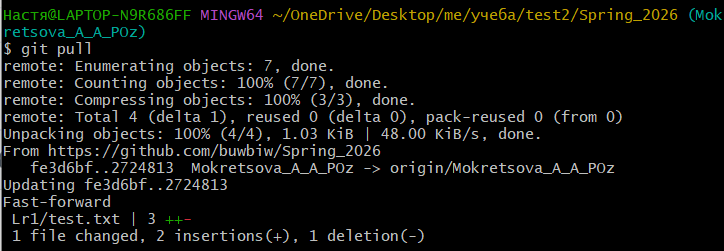 Настя@LAPTOP-N9R686FF MINGW64 ~/OneDrive/Desktop/me/учеба/test2/Spring_2026 (Mok
retsova_A_A_POz)
$ git pull
remote: Enumerating objects: 7, done.
remote: Counting objects: 100% (7/7), done.
remote: Compressing objects: 100% (3/3), done.
remote: Total 4 (delta 1), reused 0 (delta 0), pack-reused 0 (from 0)
Unpacking objects: 100% (4/4), 1.03 KiB | 48.00 KiB/s, done.
From https://github.com/buwbiw/Spring_2026
   fe3d6bf..2724813  Mokretsova_A_A_POz -> origin/Mokretsova_A_A_POz
Updating fe3d6bf..2724813
Fast-forward
 Lr1/test.txt | 3 ++-
 1 file changed, 2 insertions(+), 1 deletion(-)